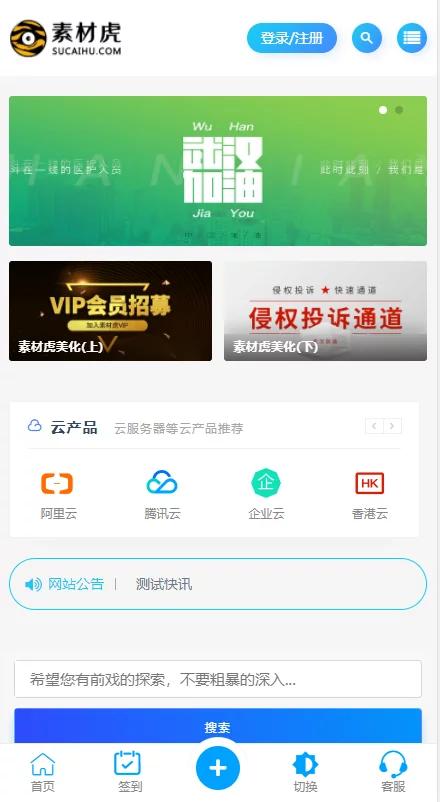 素材虎
SUCAIHU.COM
登录/注册
Wu Han
武汉
加油
Jia You
斗在一线的医护人员
此时此刻 / 我们是
VIP会员招募
加入素材虎VIP
素材虎美化(上)
侵权投诉 ★ 快速通道
侵权投诉通道
素材虎美化(下)
云产品
云服务器等云产品推荐
阿里云
腾讯云
企
企业云
HK
香港云
网站公告
测试快讯
希望您有前戏的探索，不要粗暴的深入...
搜索
首页
签到
切换
客服